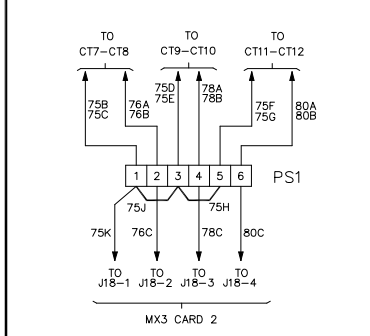 TO
CT7-CT8
TO
CT9-CT10
TO
CT11-CT12
75B
75C
76A
76B
75D
75E
78A
78B
75F
75G
80A
80B
1
2
3
4
5
6
PS1
75J
75H
75K
76C
78C
80C
TO
J18-1
TO
J18-2
TO
J18-3
TO
J18-4
MX3 CARD 2